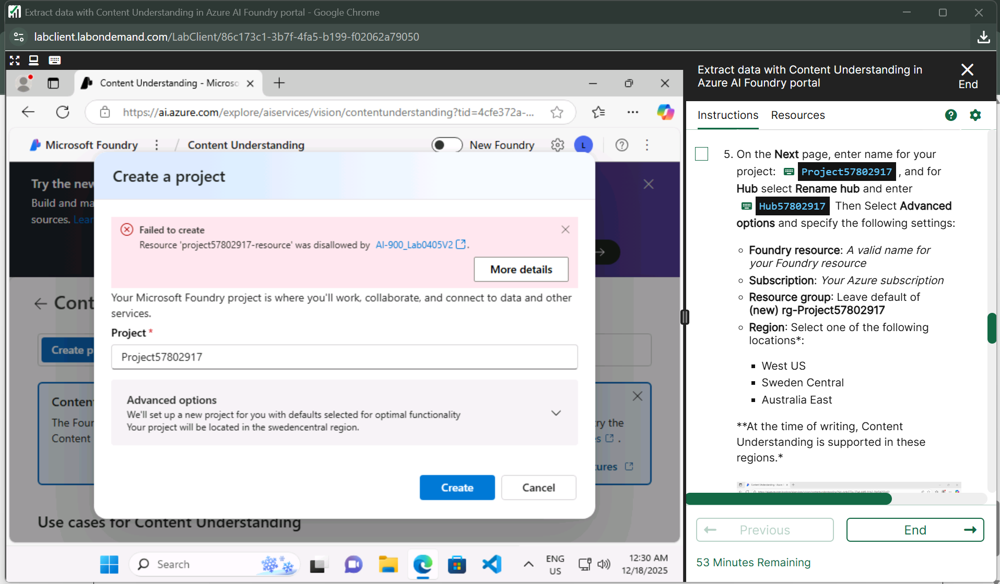 Extract data with Content Understanding in Azure AI Foundry portal - Google Chrome
labclient.labondemand.com/LabClient/86c173c1-3b7f-4fa5-b199-f02062a79050
Content Understanding - Microso
https://ai.azure.com/explore/aiservices/vision/contentunderstanding?tid=4cfe372a-...
Microsoft Foundry
/ Content Understanding
New Foundry
L
Try the new
Build and ma
sources. Lear
Create a project
Failed to create
Resource 'project57802917-resource' was disallowed by AI-900_Lab0405V2.
More details
Your Microsoft Foundry project is where you'll work, collaborate, and connect to data and other
services.
Project *
Project57802917
Advanced options
We'll set up a new project for you with defaults selected for optimal functionality
Your project will be located in the swedencentral region.
Create
Cancel
Cont
Create p
Content
The Four
Content
ry the
s .
tures
Use cases for Content Understanding
Search
ENG
US
12:30 AM
12/18/2025
Extract data with Content Understanding in
Azure AI Foundry portal
End
Instructions
Resources
5. On the Next page, enter name for your
project: Project57802917 , and for
Hub select Rename hub and enter
Hub57802917 Then Select Advanced
options and specify the following settings:
Foundry resource: A valid name for
your Foundry resource
Subscription: Your Azure subscription
Resource group: Leave default of
(new) rg-Project57802917
Region: Select one of the following
locations*:
West US
Sweden Central
Australia East
**At the time of writing, Content
Understanding is supported in these
regions.*
Previous
End
53 Minutes Remaining